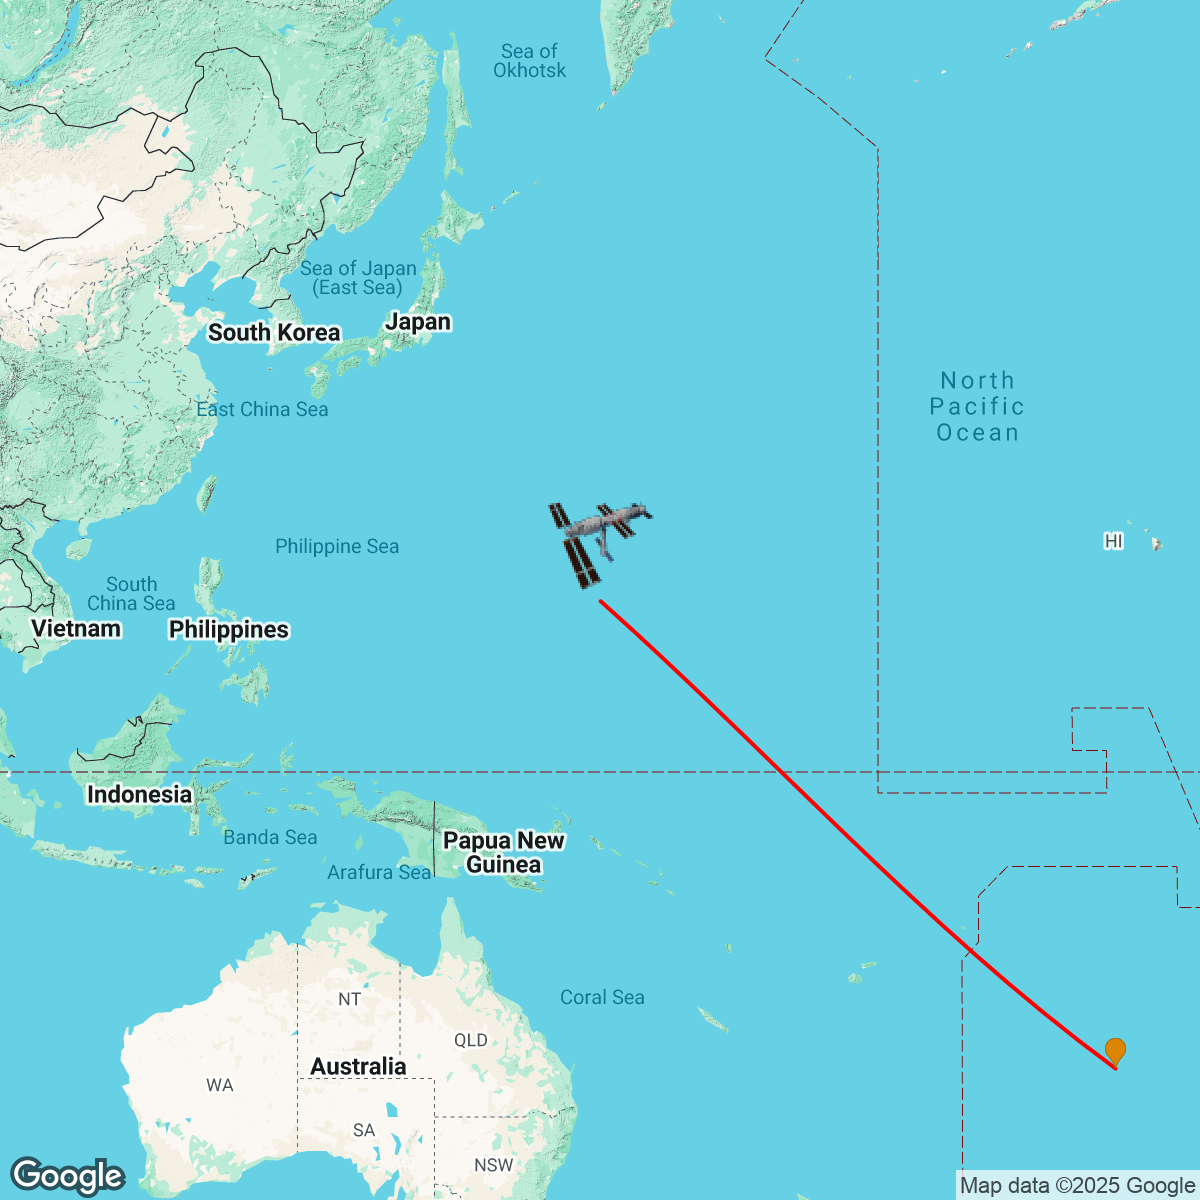 Sea of
Okhotsk
Sea of Japan
(East Sea)
Japan
South Korea
North
Pacific
Ocean
East China Sea
Philippine Sea
HI
South
China Sea
Vietnam
Philippines
Indonesia
Banda Sea
Papua New
Guinea
Arafura Sea
Coral Sea
NT
QLD
Australia
WA
SA
NSW
Google
Map data ©2025 Google